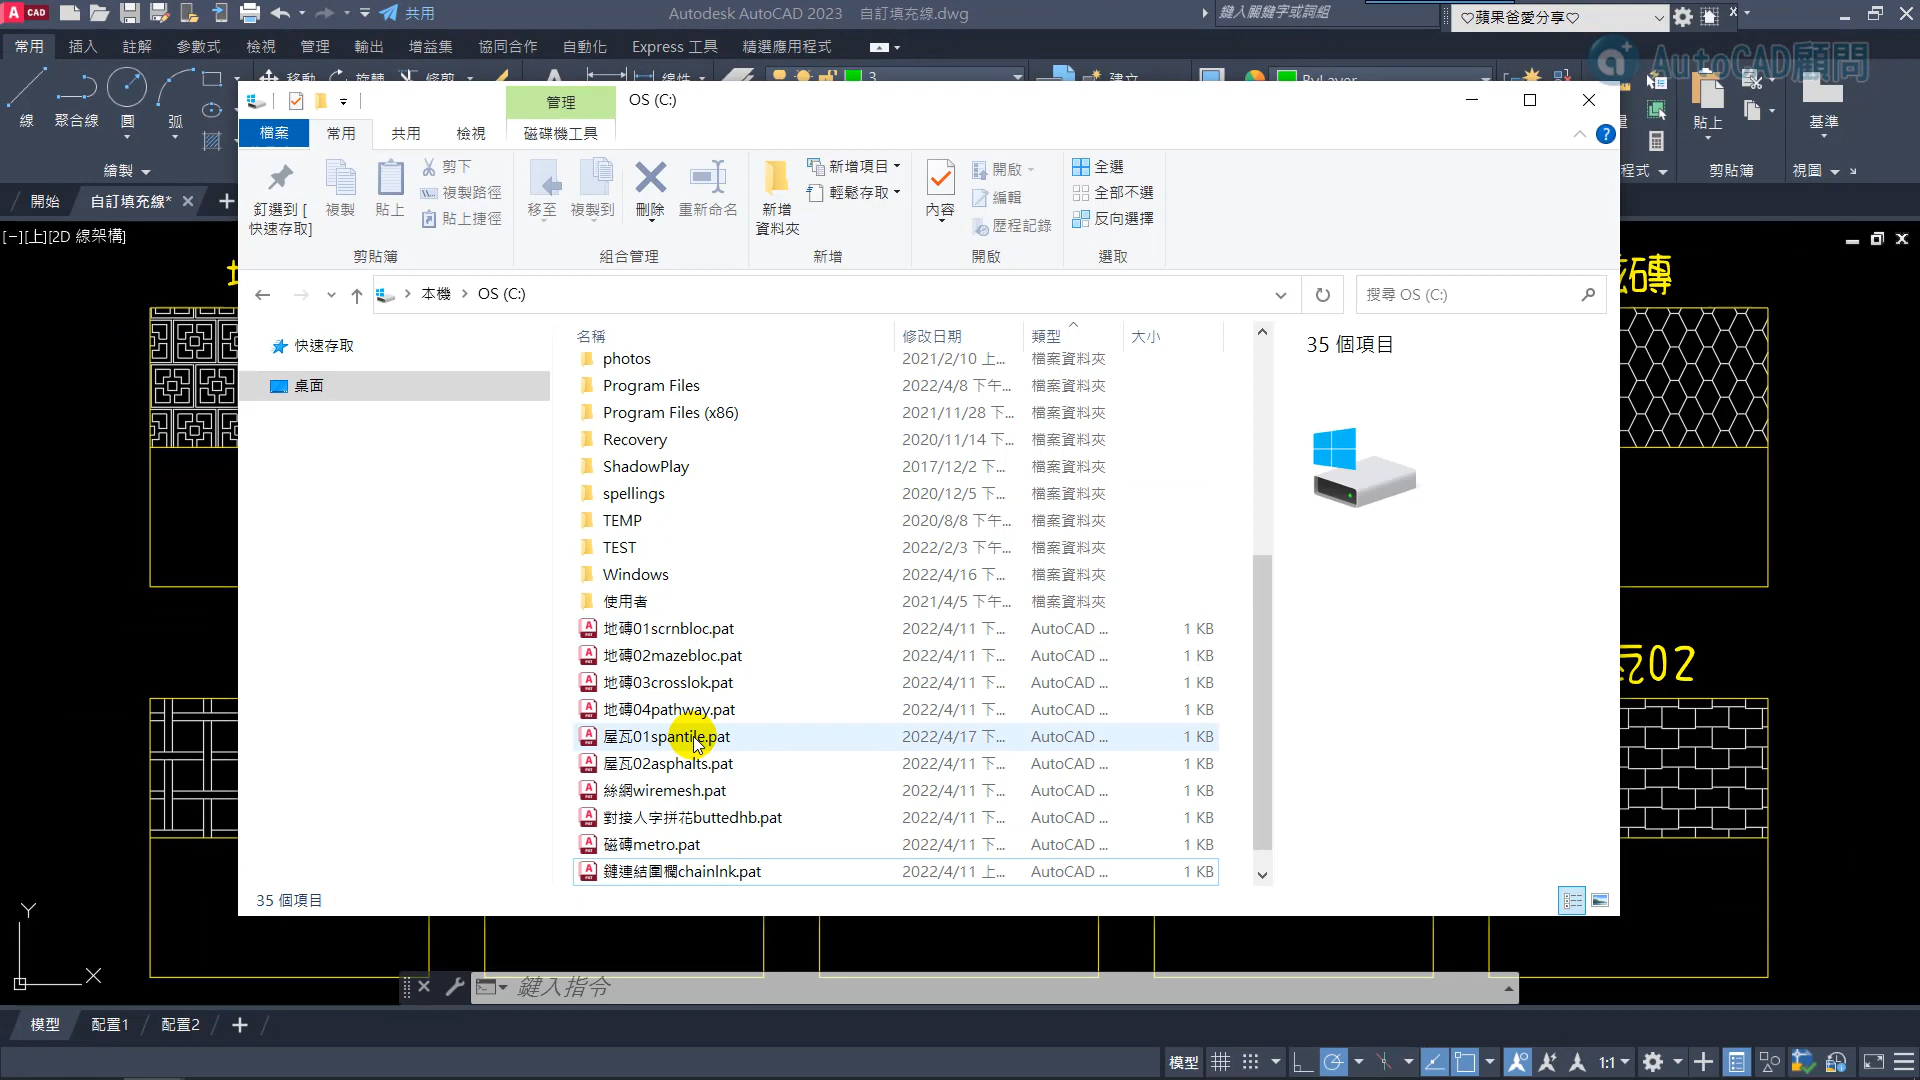 A CAD
共用
Autodesk AutoCAD 2023 自訂填充線.dwg
鍵入關鍵字或詞組
♡蘋果爸愛分享♡
常用 插入 註解 參數式 檢視 管理 輸出 增益集 協同合作 自動化 Express 工具 精選應用程式
AutoCAD顧問
移動 旋轉 修剪 線性 3 建立 ByLayer
線 聚合線 圓 弧
貼上 基準
繪製
程式 剪貼簿 視圖
開始 自訂填充線*
[−][上][2D 線架構]
管理 OS (C:)
檔案 常用 共用 檢視 磁碟機工具
釘選到 [
快速存取]
複製
貼上
剪下
複製路徑
貼上捷徑
剪貼簿
移至
複製到
刪除
重新命名
組合管理
新增
資料夾
新增項目
輕鬆存取
新增
內容
開啟
編輯
歷程記錄
開啟
全選
全部不選
反向選擇
選取
本機 OS (C:)
搜尋 OS (C:)
快速存取
桌面
名稱 修改日期 類型 大小
photos 2021/2/10 上... 檔案資料夾
Program Files 2022/4/8 下午... 檔案資料夾
Program Files (x86) 2021/11/28 下... 檔案資料夾
Recovery 2020/11/14 下... 檔案資料夾
ShadowPlay 2017/12/2 下... 檔案資料夾
spellings 2020/12/5 下... 檔案資料夾
TEMP 2020/8/8 下午... 檔案資料夾
TEST 2022/2/3 下午... 檔案資料夾
Windows 2022/4/16 下... 檔案資料夾
使用者 2021/4/5 下午... 檔案資料夾
地磚01scrnbloc.pat 2022/4/11 下... AutoCAD ... 1 KB
地磚02mazebloc.pat 2022/4/11 下... AutoCAD ... 1 KB
地磚03crosslok.pat 2022/4/11 下... AutoCAD ... 1 KB
地磚04pathway.pat 2022/4/11 下... AutoCAD ... 1 KB
屋瓦01spantile.pat 2022/4/17 下... AutoCAD ... 1 KB
屋瓦02asphalts.pat 2022/4/11 下... AutoCAD ... 1 KB
絲網wiremesh.pat 2022/4/11 下... AutoCAD ... 1 KB
對接人字拼花buttedhb.pat 2022/4/11 下... AutoCAD ... 1 KB
磁磚metro.pat 2022/4/11 下... AutoCAD ... 1 KB
鏈連結圍欄chainlnk.pat 2022/4/11 上... AutoCAD ... 1 KB
35 個項目
35 個項目
磚
瓦02
Y
X
鍵入指令
模型 配置1 配置2
模型 1:1